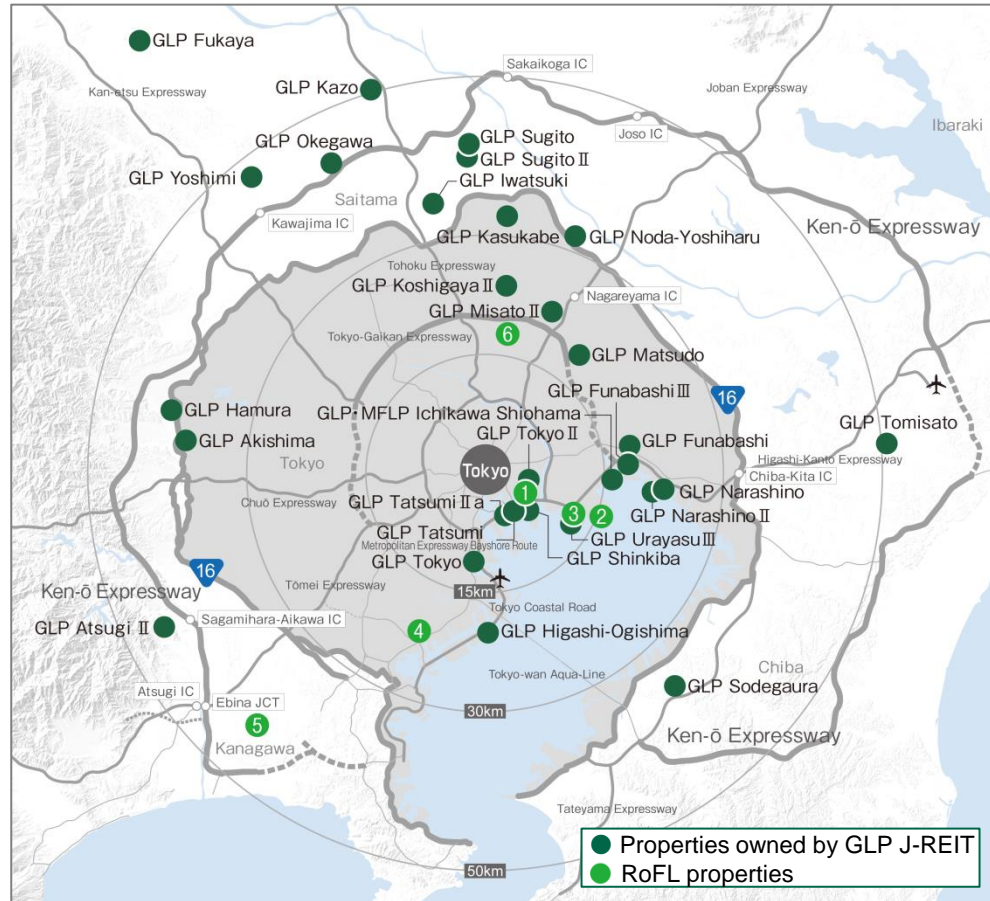 GLP Fukaya
Sakaikoga IC
Kan-etsu Expressway
GLP Kazo
Joban Expressway
Joso IC
Ibaraki
GLP Okegawa
GLP Sugito
GLP Sugito Ⅱ
GLP Yoshimi
GLP Iwatsuki
Saitama
Kawajima IC
GLP Kasukabe
GLP Noda-Yoshiharu
Ken-ō Expressway
Tohoku Expressway
GLP Koshigaya Ⅱ
Nagareyama IC
GLP Misato Ⅱ
Tokyo-Gaikan Expressway
6
GLP Matsudo
GLP Funabashi Ⅲ
16
GLP Hamura
GLP・MFLP Ichikawa Shiohama
GLP Tomisato
GLP Tokyo Ⅱ
GLP Akishima
GLP Funabashi
Tokyo
Tokyo
Higashi-Kanto Expressway
Chiba-Kita IC
Chuō Expressway
GLP Tatsumi Ⅱa
1
GLP Narashino
3
2
GLP Narashino Ⅱ
GLP Tatsumi
GLP Urayasu Ⅲ
Metropolitan Expressway Bayshore Route
GLP Shinkiba
GLP Tokyo
16
Tōmei Expressway
Ken-ō Expressway
15km
Tokyo Coastal Road
Sagamihara-Aikawa IC
GLP Atsugi Ⅱ
4
GLP Higashi-Ogishima
Tokyo-wan Aqua-Line
Chiba
GLP Sodegaura
Atsugi IC
Ebina JCT
30km
5
Ken-ō Expressway
Kanagawa
Tateyama Expressway
Properties owned by GLP J-REIT
50km
RoFL properties